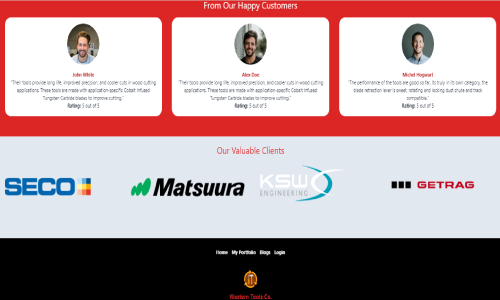 From Our Happy Customers
John White
"Their tools provide long life, improved precision, and cooler cuts in wood cutting
applications. These tools are made with application-specific Cobalt Infused
Tungsten Carbide blades to improve cutting."
Rating: 5 out of 5
Alex Doe
"Their tools provide long life, improved precision, and cooler cuts in wood cutting
applications. These tools are made with application-specific Cobalt Infused
Tungsten Carbide blades to improve cutting."
Rating: 5 out of 5
Michel Hogwart
"The performance of the tools are good so far. Its truly in its own category, the
blade retention lever is sweet, rotating and locking dust shute and track
compatible."
Rating: 5 out of 5
Our Valuable Clients
SECO
Matsuura
KSW
ENGINEERING
GETRAG
Home My Portfolio Blogs Login
Western Tools Co.